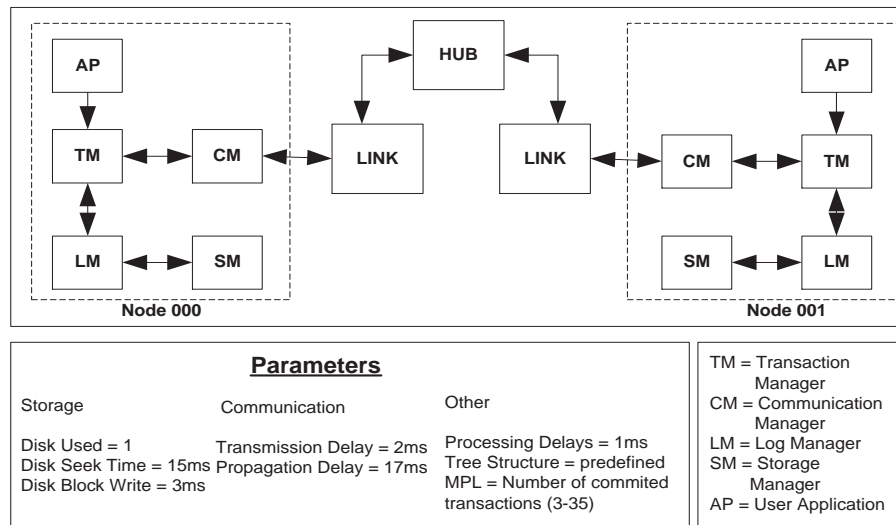 HUB
AP
AP
TM
CM
LINK
LINK
CM
TM
LM
SM
SM
LM
Node 000
Node 001
Parameters
Storage
Disk Used = 1
Disk Seek Time = 15ms
Disk Block Write = 3ms
Communication
Transmission Delay = 2ms
Propagation Delay = 17ms
Other
Processing Delays = 1ms
Tree Structure = predefined
MPL = Number of commited
transactions (3-35)
TM = Transaction
Manager
CM = Communication
Manager
LM = Log Manager
SM = Storage
Manager
AP = User Application